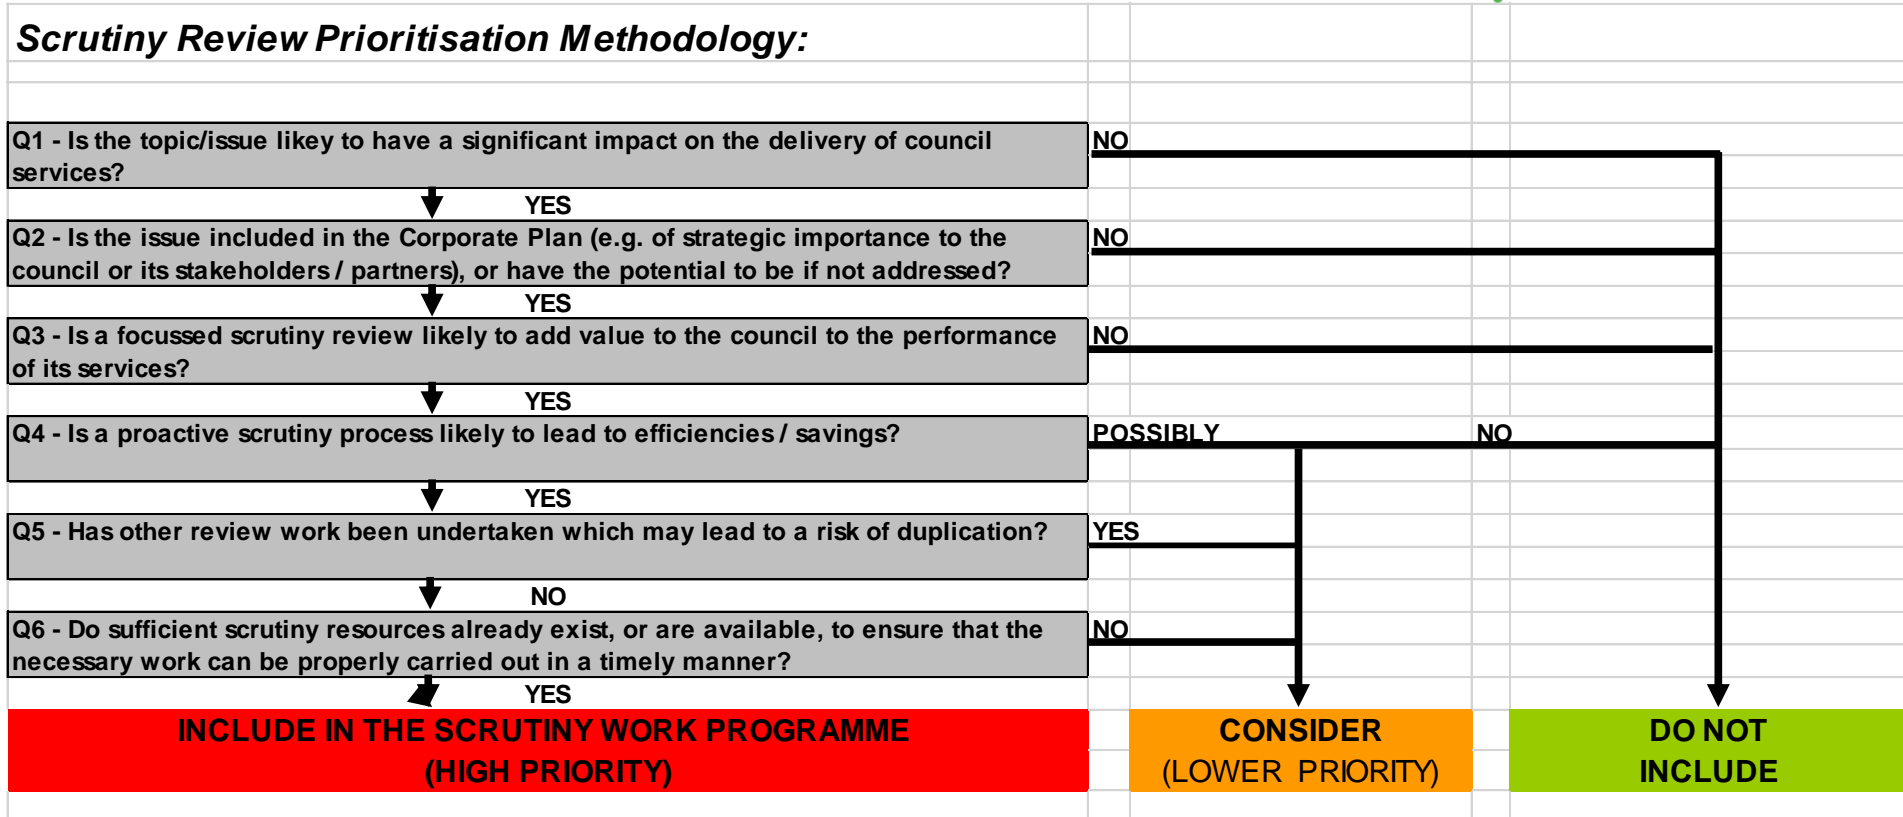 Scrutiny Review Prioritisation Methodology:
Q1 - Is the topic/issue likey to have a significant impact on the delivery of council
services?
NO
YES
Q2 - Is the issue included in the Corporate Plan (e.g. of strategic importance to the
council or its stakeholders / partners), or have the potential to be if not addressed?
NO
YES
Q3 - Is a focussed scrutiny review likely to add value to the council to the performance
of its services?
NO
YES
Q4 - Is a proactive scrutiny process likely to lead to efficiencies / savings?
POSSIBLY
NO
YES
Q5 - Has other review work been undertaken which may lead to a risk of duplication?
YES
NO
Q6 - Do sufficient scrutiny resources already exist, or are available, to ensure that the
necessary work can be properly carried out in a timely manner?
NO
YES
INCLUDE IN THE SCRUTINY WORK PROGRAMME
(HIGH PRIORITY)
CONSIDER
(LOWER PRIORITY)
DO NOT
INCLUDE